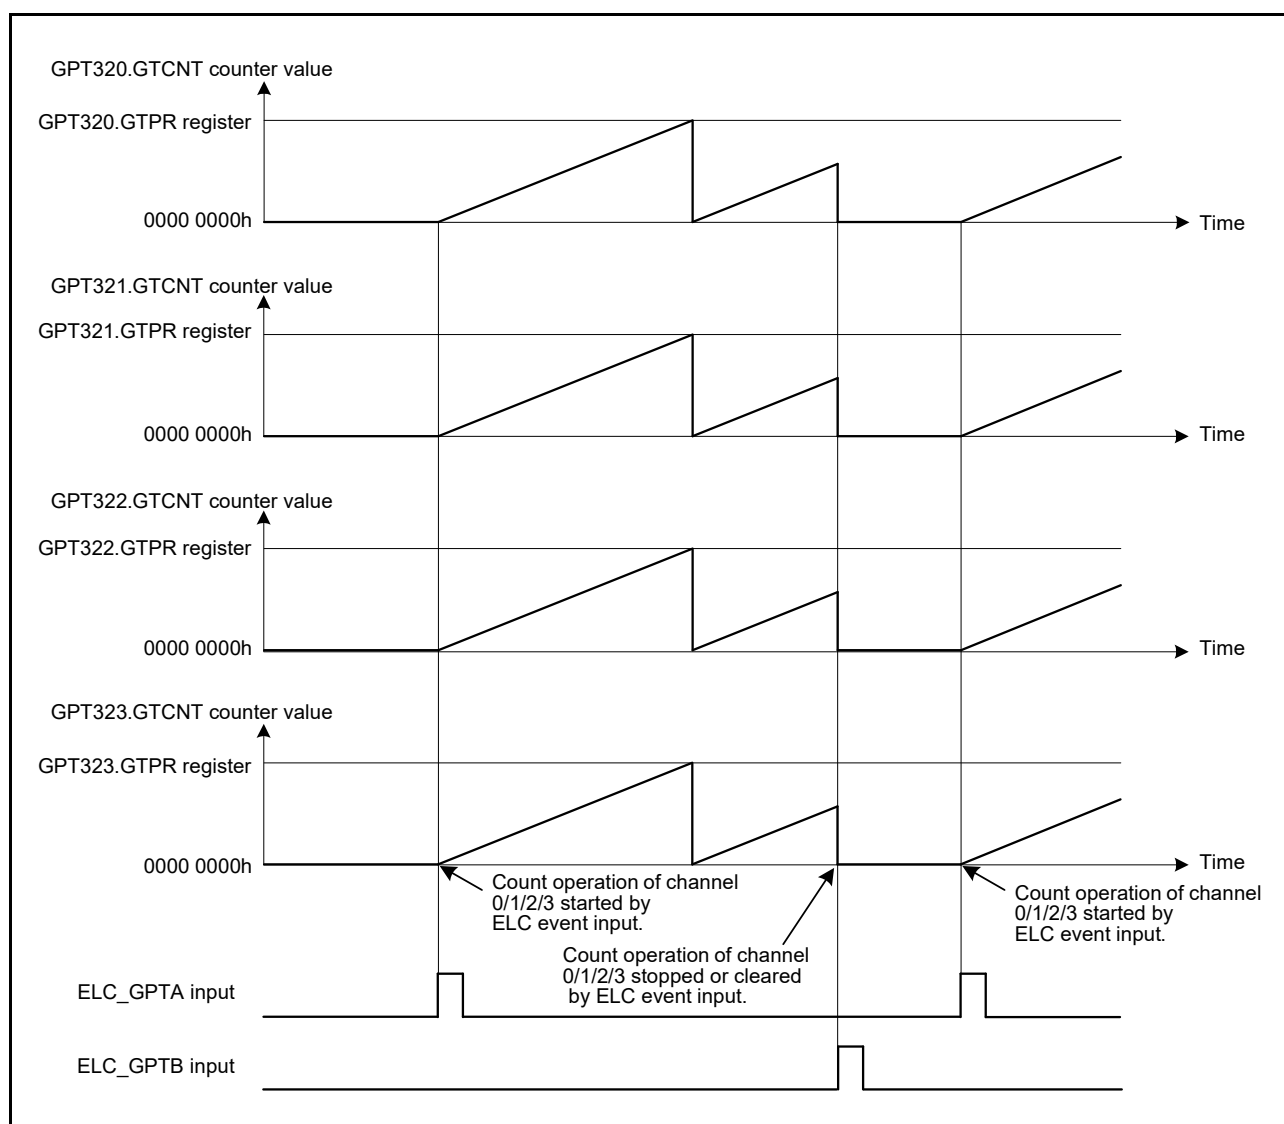 GPT320.GTCNT counter value
GPT320.GTPR register
0000 0000h
Time
GPT321.GTCNT counter value
GPT321.GTPR register
0000 0000h
Time
GPT322.GTCNT counter value
GPT322.GTPR register
0000 0000h
Time
GPT323.GTCNT counter value
GPT323.GTPR register
0000 0000h
Time
Count operation of channel
0/1/2/3 started by
ELC event input.
Count operation of channel
0/1/2/3 stopped or cleared
by ELC event input.
Count operation of channel
0/1/2/3 started by
ELC event input.
ELC_GPTA input
ELC_GPTB input